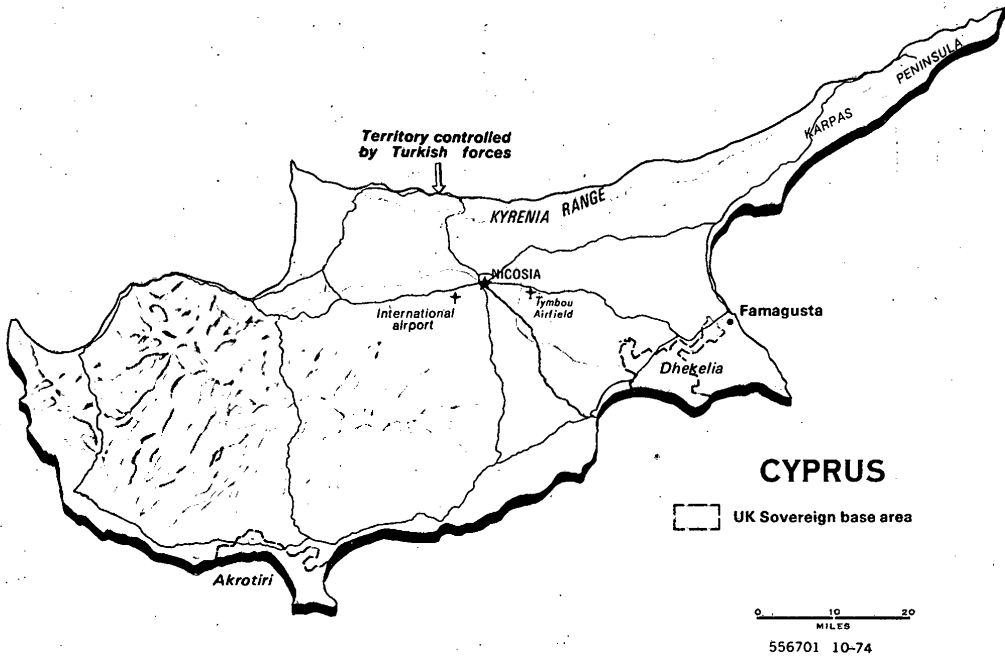 Territory controlled
by Turkish forces
KARPAS PENINSULA
KYRENIA RANGE
NICOSIA
International
airport
Tymbou
Airfield
Famagusta
Dhekelia
CYPRUS
UK Sovereign base area
Akrotiri
0 10 20
MILES
556701 10-74